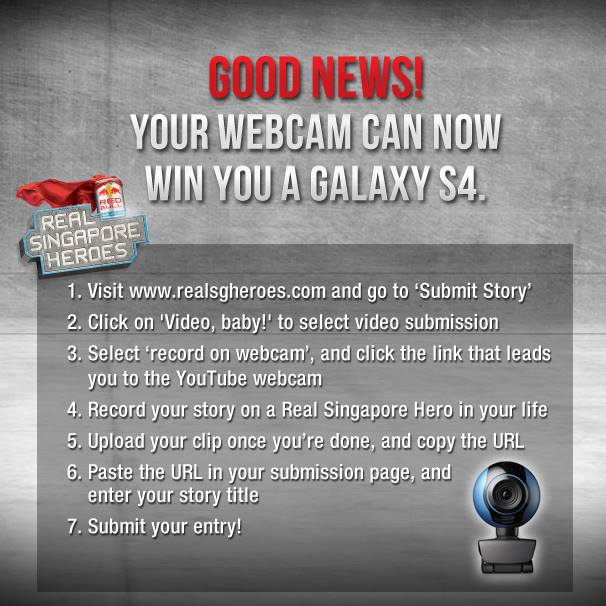 GOOD NEWS!
YOUR WEBCAM CAN NOW
WIN YOU A GALAXY S4.
RED
BULL
REAL
SINGAPORE
HEROES
1. Visit www.realsgheroes.com and go to ‘Submit Story’
2. Click on 'Video, baby!' to select video submission
3. Select ‘record on webcam’, and click the link that leads
you to the YouTube webcam
4. Record your story on a Real Singapore Hero in your life
5. Upload your clip once you’re done, and copy the URL
6. Paste the URL in your submission page, and
enter your story title
7. Submit your entry!